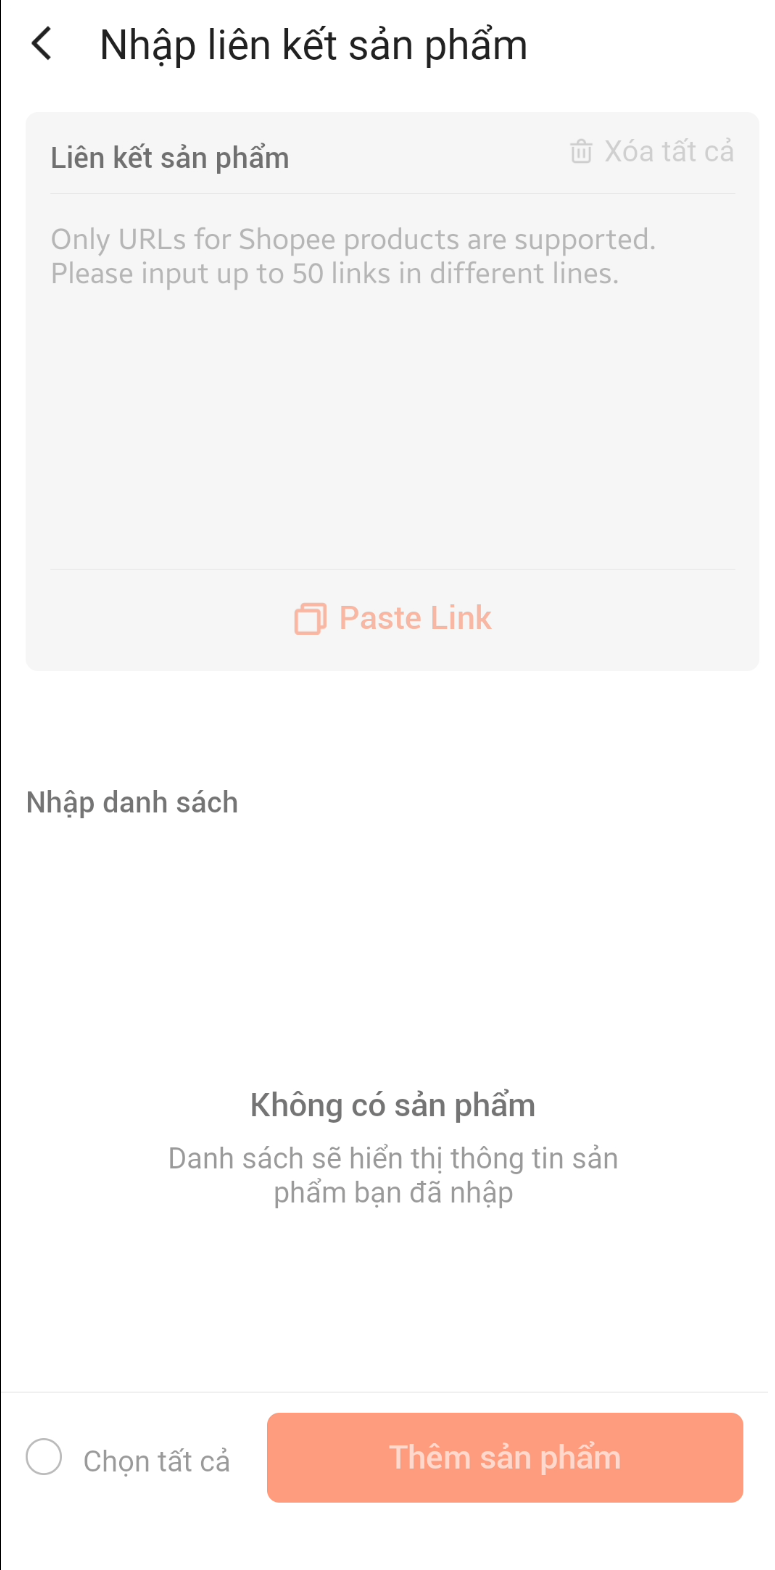 Nhập liên kết sản phẩm
Liên kết sản phẩm
Xóa tất cả
Only URLs for Shopee products are supported.
Please input up to 50 links in different lines.
Paste Link
Nhập danh sách
Không có sản phẩm
Danh sách sẽ hiển thị thông tin sản
phẩm bạn đã nhập
Chọn tất cả
Thêm sản phẩm